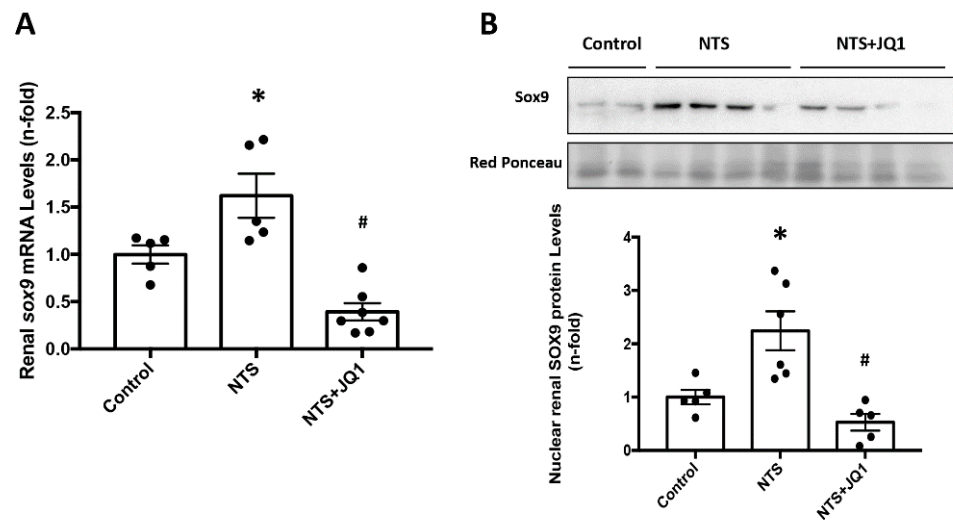 A
Renal sox9 mRNA Levels (n-fold)
2.5
2.0
1.5
1.0
0.5
0.0
*
#
Control
NTS
NTS+JQ1
B
Control NTS NTS+JQ1
Sox9
Red Ponceau
Nuclear renal SOX9 protein Levels
(n-fold)
4
3
2
1
0
*
#
Control
NTS
NTS+JQ1